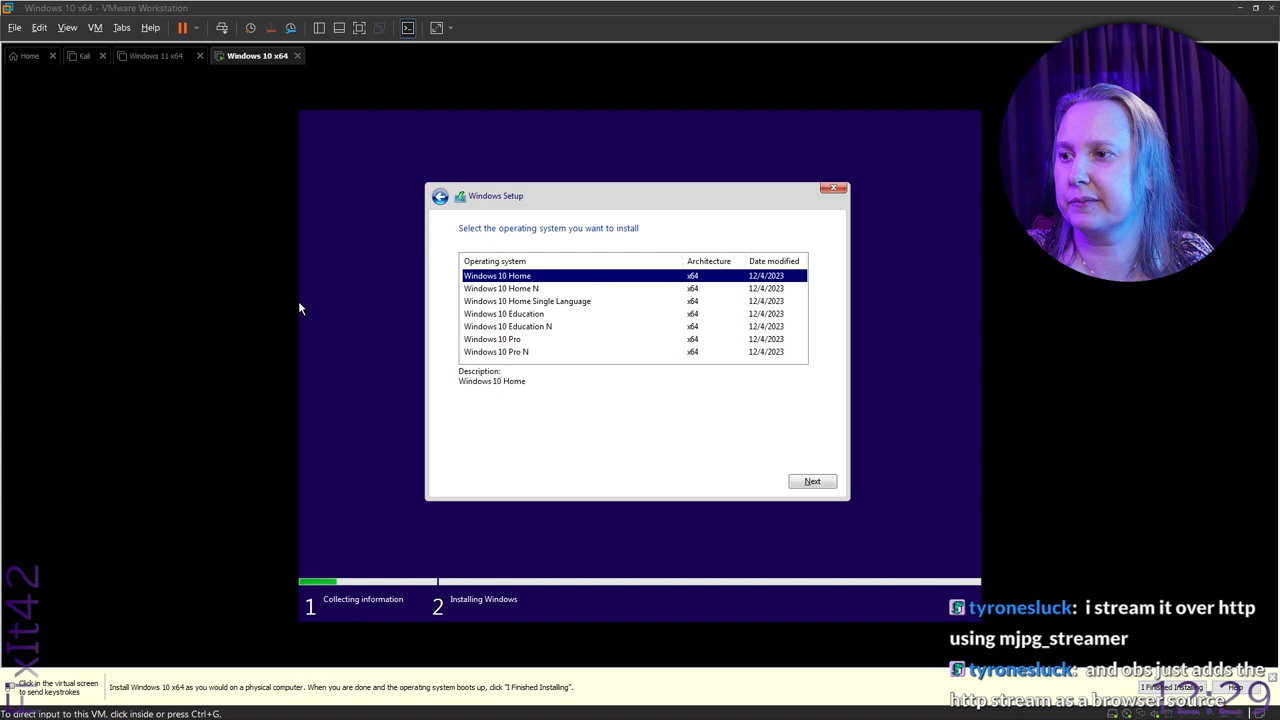 Windows 10 x64 - VMware Workstation
File Edit View VM Tabs Help
Home Kali Windows 11 x64 Windows 10 x64
Windows Setup
Select the operating system you want to install
Operating system Architecture Date modified
Windows 10 Home x64 12/4/2023
Windows 10 Home N x64 12/4/2023
Windows 10 Home Single Language x64 12/4/2023
Windows 10 Education x64 12/4/2023
Windows 10 Education N x64 12/4/2023
Windows 10 Pro x64 12/4/2023
Windows 10 Pro N x64 12/4/2023
Description:
Windows 10 Home
Next
1 Collecting information 2 Installing Windows
tyronesluck: i stream it over http
using mjpg_streamer
tyronesluck: and obs just adds the
http stream as a browser source
Click in the virtual screen
to send keystrokes
Install Windows 10 x64 as you would on a physical computer. When you are done and the operating system boots up, click "I Finished Installing".
I Finished Installing Help
12:29
To direct input to this VM, click inside or press Ctrl+G.